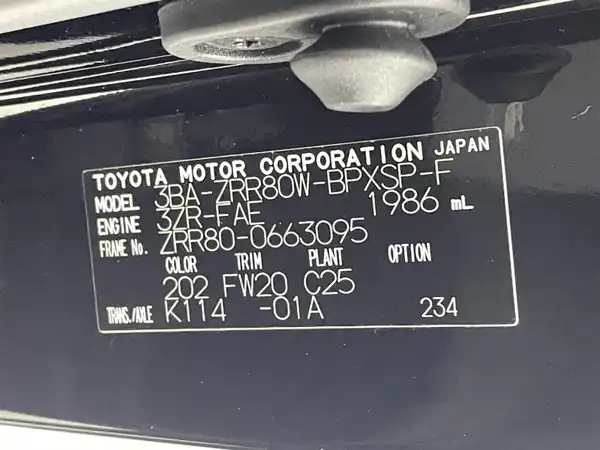 TOYOTA MOTOR CORPORATION JAPAN
MODEL 3BA-ZRR80W-BPXSP-F
ENGINE 3ZR-FAE 1986 mL
FRAME No. ZRR80-0663095
COLOR TRIM PLANT OPTION
202 FW20 C25
TRANS./AXLE K114 -01A 234